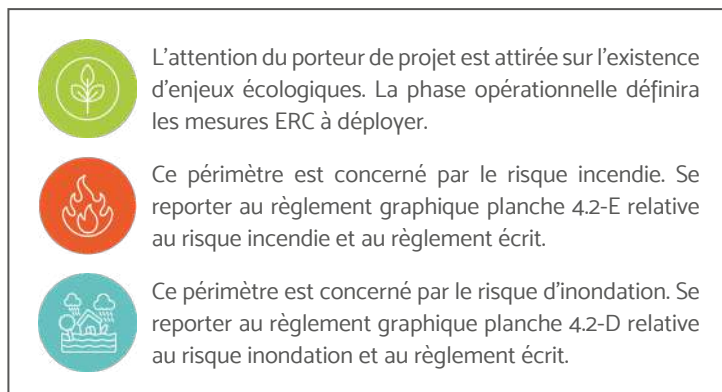 L'attention du porteur de projet est attirée sur l'existence
d'enjeux écologiques. La phase opérationnelle définira
les mesures ERC à déployer.
Ce périmètre est concerné par le risque incendie. Se
reporter au règlement graphique planche 4.2-E relative
au risque incendie et au règlement écrit.
Ce périmètre est concerné par le risque d'inondation. Se
reporter au règlement graphique planche 4.2-D relative
au risque inondation et au règlement écrit.